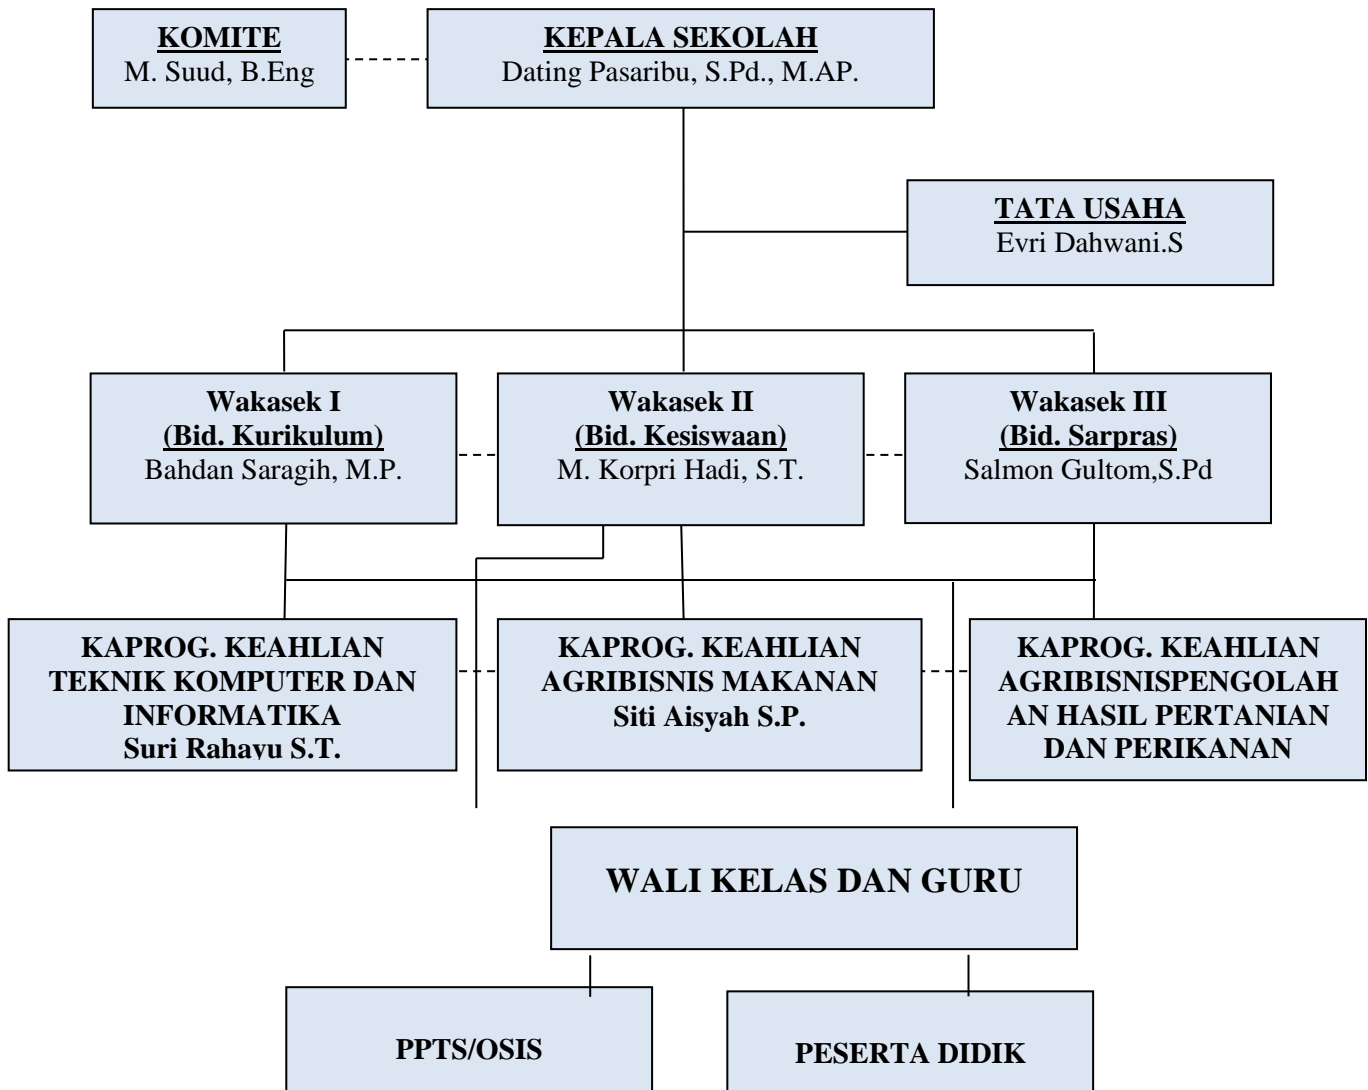 KOMITE
M. Suud, B.Eng
KEPALA SEKOLAH
Dating Pasaribu, S.Pd., M.AP.
TATA USAHA
Evri Dahwani.S
Wakasek I
(Bid. Kurikulum)
Bahdan Saragih, M.P.
Wakasek II
(Bid. Kesiswaan)
M. Korpri Hadi, S.T.
Wakasek III
(Bid. Sarpras)
Salmon Gultom,S.Pd
KAPROG. KEAHLIAN
TEKNIK KOMPUTER DAN
INFORMATIKA
Suri Rahayu S.T.
KAPROG. KEAHLIAN
AGRIBISNIS MAKANAN
Siti Aisyah S.P.
KAPROG. KEAHLIAN
AGRIBISNISPENGOLAH
AN HASIL PERTANIAN
DAN PERIKANAN
WALI KELAS DAN GURU
PPTS/OSIS
PESERTA DIDIK